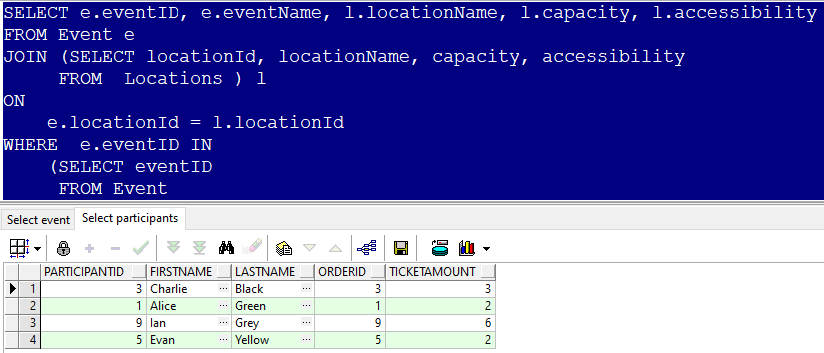 SELECT e.eventID, e.eventName, l.locationName, l.capacity, l.accessibility
FROM Event e
JOIN (SELECT locationId, locationName, capacity, accessibility
FROM  Locations ) l
ON
e.locationId = l.locationId
WHERE  e.eventID IN
(SELECT eventID
FROM Event
Select event Select participants
PARTICIPANTID FIRSTNAME LASTNAME ORDERID TICKETAMOUNT
1 3 Charlie ... Black ... 3 3
2 1 Alice ... Green ... 1 2
3 9 Ian ... Grey ... 9 6
4 5 Evan ... Yellow ... 5 2